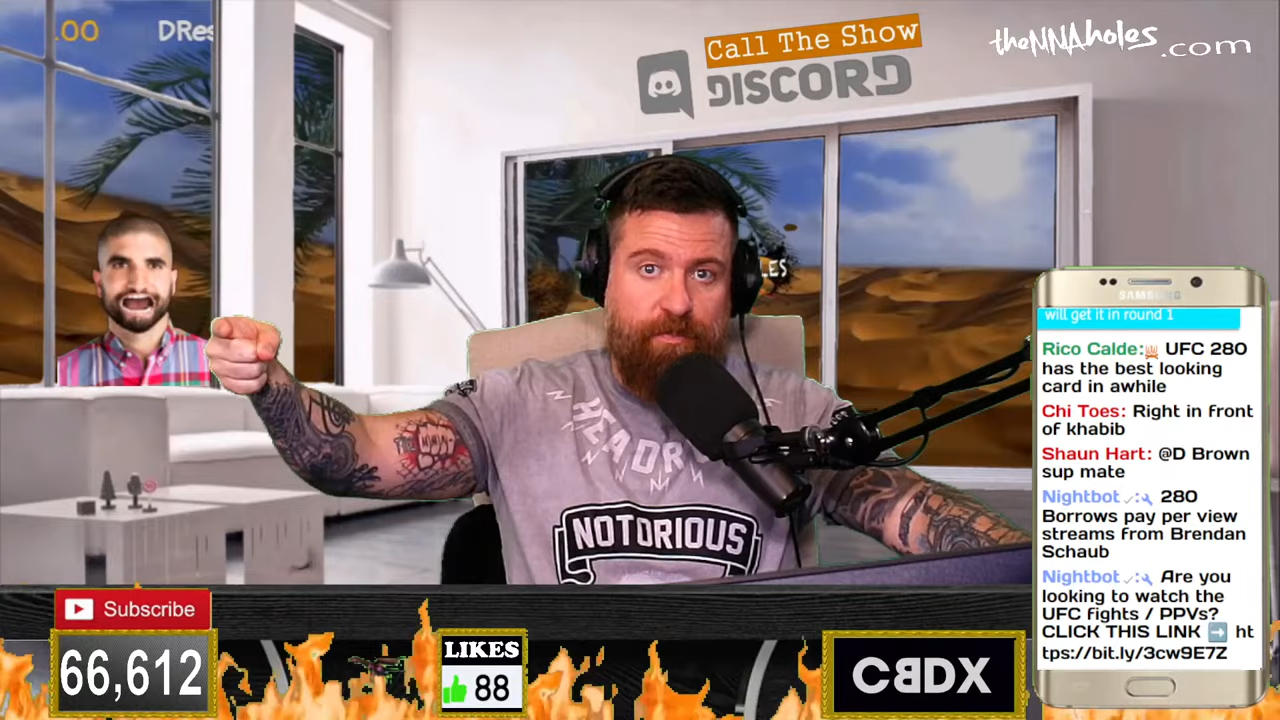 .00
DRes
Call The Show
DISCORD
theMMAholes.com
LES
HEADR
NOTORIOUS
SAMSUNG
will get it in round 1
Rico Calde: UFC 280
has the best looking
card in awhile
Chi Toes: Right in front
of khabib
Shaun Hart: @D Brown
sup mate
Nightbot: 280
Borrows pay per view
streams from Brendan
Schaub
Nightbot: Are you
looking to watch the
UFC fights / PPVs?
CLICK THIS LINK ➡ ht
tps://bit.ly/3cw9E7Z
Subscribe
66,612
LIKES
88
CBDX